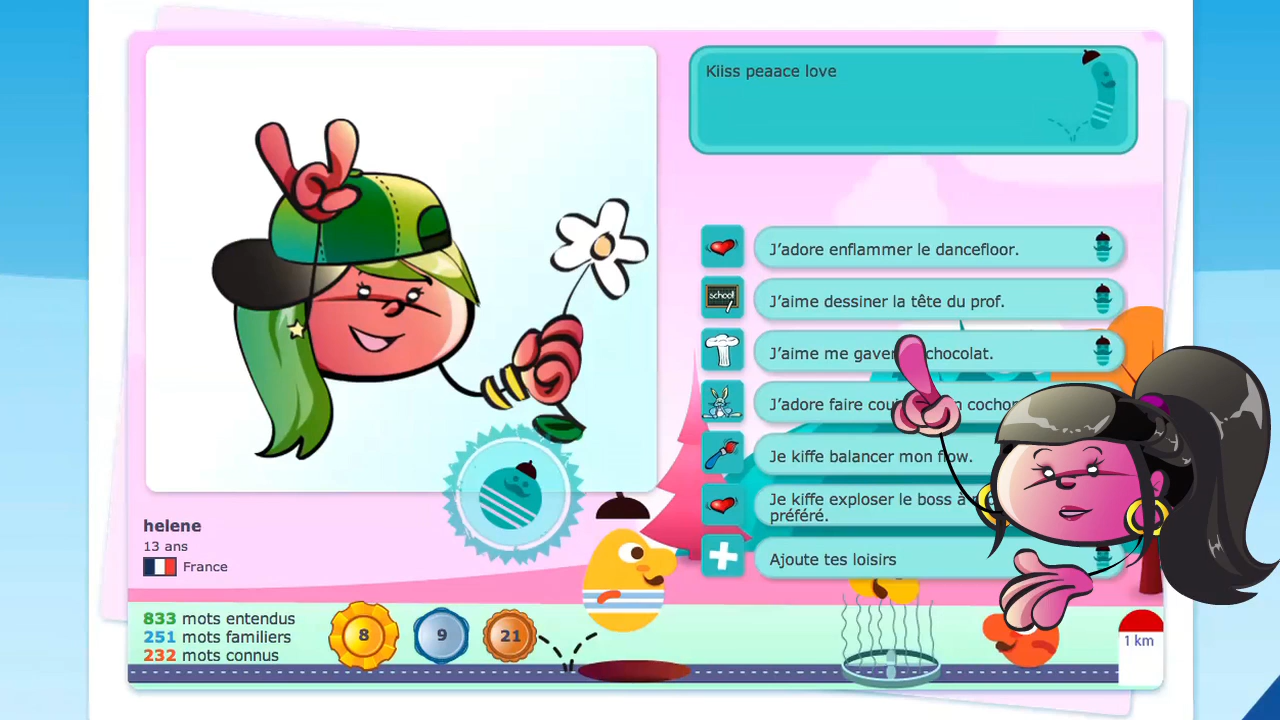 Kiiss peaace love
J'adore enflammer le dancefloor.
school
J'aime dessiner la tête du prof.
J'aime me gaver chocolat.
J'adore faire
Je kiffe balancer mon flow.
Je kiffe exploser le boss à
préféré.
Ajoute tes loisirs
helene
13 ans
France
833 mots entendus
251 mots familiers
232 mots connus
8
9
21
1 km